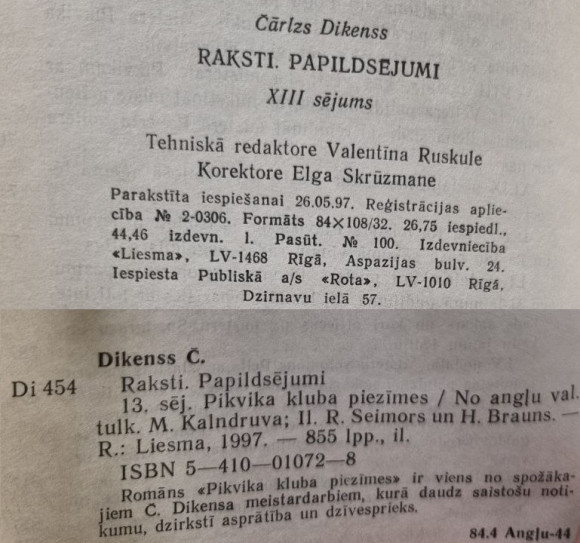 Čārlzs Dikenss
RAKSTI. PAPILDSĒJUMI
XIII sējums
Tehniskā redaktore Valentīna Ruskule
Korektore Elga Skrūzmane
Parakstīta iespiešanai 26.05.97. Reģistrācijas aplie-
cība № 2-0306. Formāts 84×108/32. 26,75 iespiedl.,
44,46 izdevn. l. Pasūt. № 100. Izdevniecība
«Liesma», LV-1468 Rīgā, Aspazijas bulv. 24.
Iespiesta Publiskā a/s «Rota», LV-1010 Rīgā,
Dzirnavu ielā 57.
Dikenss Č.
Di 454 Raksti. Papildsējumi
13. sēj. Pikvika kluba piezīmes / No angļu val.
tulk. M. Kalndruva; Il. R. Seimors un H. Brauns. —
R.: Liesma, 1997. — 855 lpp., il.
ISBN 5—410—01072—8
Romāns «Pikvika kluba piezīmes» ir viens no spožāka-
jiem Č. Dikensa meistardarbiem, kurā daudz saistošu noti-
kumu, dzirkstī asprātība un dzīvesprieks.
84.4 Angļu-44